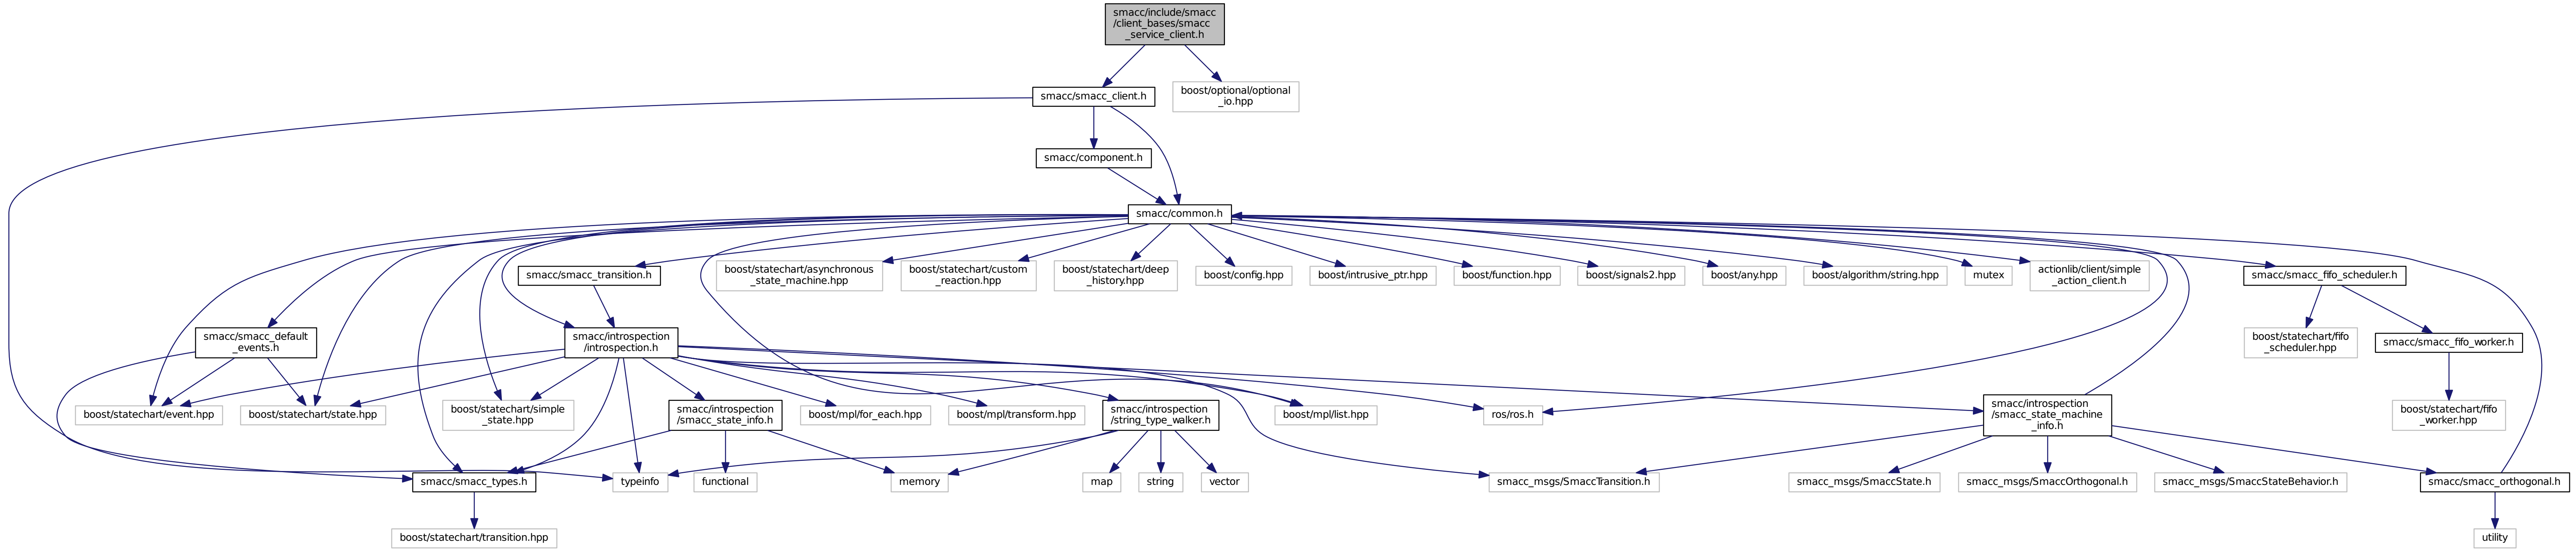 smacc/include/smacc
/client_bases/smacc
_service_client.h
smacc/smacc_client.h
boost/optional/optional
_io.hpp
smacc/component.h
smacc/common.h
smacc/smacc_transition.h
boost/statechart/asynchronous
_state_machine.hpp
boost/statechart/custom
_reaction.hpp
boost/statechart/deep
_history.hpp
boost/config.hpp
boost/intrusive_ptr.hpp
boost/function.hpp
boost/signals2.hpp
boost/any.hpp
boost/algorithm/string.hpp
mutex
actionlib/client/simple
_action_client.h
smacc/smacc_fifo_scheduler.h
smacc/smacc_default
_events.h
smacc/introspection
/introspection.h
boost/statechart/fifo
_scheduler.hpp
smacc/smacc_fifo_worker.h
boost/statechart/event.hpp
boost/statechart/state.hpp
boost/statechart/simple
_state.hpp
smacc/introspection
/smacc_state_info.h
boost/mpl/for_each.hpp
boost/mpl/transform.hpp
smacc/introspection
/string_type_walker.h
boost/mpl/list.hpp
ros/ros.h
smacc/introspection
/smacc_state_machine
_info.h
boost/statechart/fifo
_worker.hpp
smacc/smacc_types.h
typeinfo
functional
memory
map
string
vector
smacc_msgs/SmaccTransition.h
smacc_msgs/SmaccState.h
smacc_msgs/SmaccOrthogonal.h
smacc_msgs/SmaccStateBehavior.h
smacc/smacc_orthogonal.h
boost/statechart/transition.hpp
utility